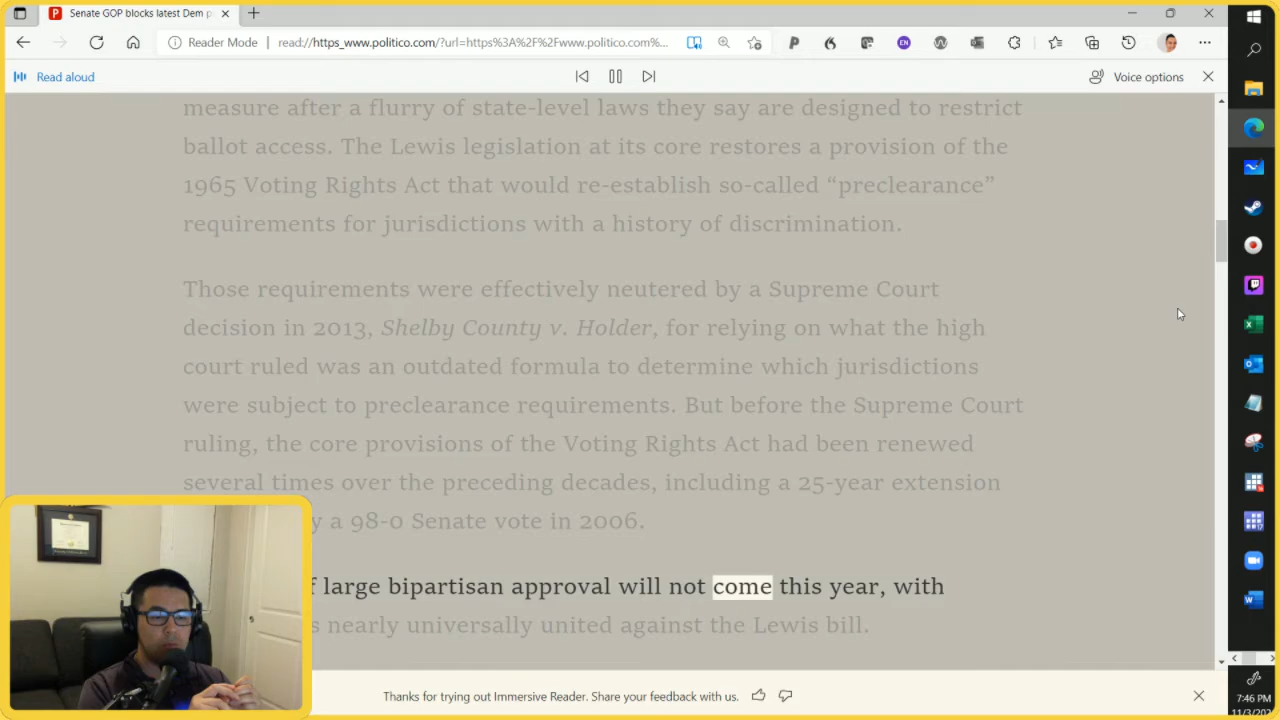 Senate GOP blocks latest Dem p
Reader Mode
read://https_www.politico.com/?url=https%3A%2F%2Fwww.politico.com%...
EN
Read aloud
Voice options
measure after a flurry of state-level laws they say are designed to restrict
ballot access. The Lewis legislation at its core restores a provision of the
1965 Voting Rights Act that would re-establish so-called “preclearance”
requirements for jurisdictions with a history of discrimination.
Those requirements were effectively neutered by a Supreme Court
decision in 2013, Shelby County v. Holder, for relying on what the high
court ruled was an outdated formula to determine which jurisdictions
were subject to preclearance requirements. But before the Supreme Court
ruling, the core provisions of the Voting Rights Act had been renewed
several times over the preceding decades, including a 25-year extension
y a 98-0 Senate vote in 2006.
f large bipartisan approval will not come this year, with
s nearly universally united against the Lewis bill.
Thanks for trying out Immersive Reader. Share your feedback with us.
7:46 PM
11/3/202